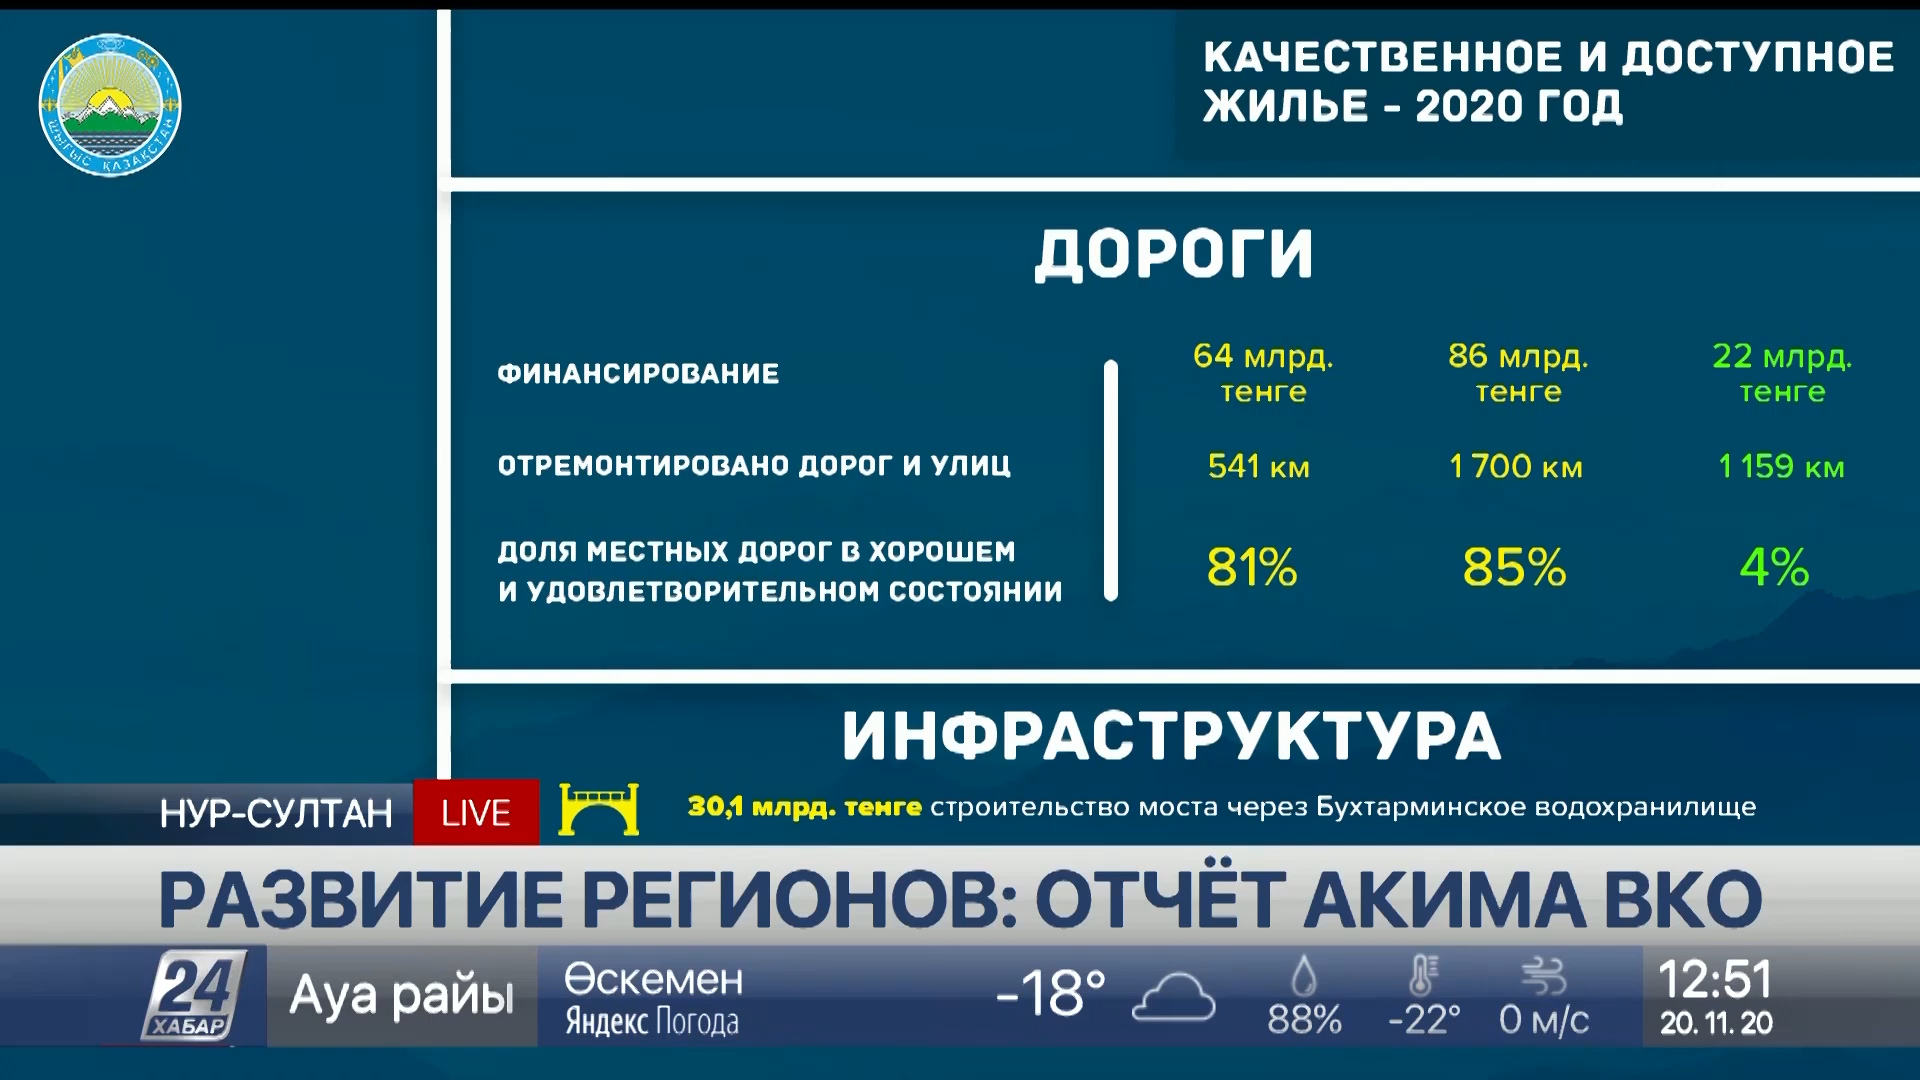 ШЫҒЫС ҚАЗАҚСТАН
КАЧЕСТВЕННОЕ И ДОСТУПНОЕ
ЖИЛЬЕ - 2020 ГОД
ДОРОГИ
ФИНАНСИРОВАНИЕ
64 млрд. тенге
86 млрд. тенге
22 млрд. тенге
ОТРЕМОНТИРОВАНО ДОРОГ И УЛИЦ
541 км
1 700 км
1 159 км
ДОЛЯ МЕСТНЫХ ДОРОГ В ХОРОШЕМ
И УДОВЛЕТВОРИТЕЛЬНОМ СОСТОЯНИИ
81%
85%
4%
ИНФРАСТРУКТУРА
30,1 млрд. тенге строительство моста через Бухтарминское водохранилище
НУР-СУЛТАН LIVE
РАЗВИТИЕ РЕГИОНОВ: ОТЧЁТ АКИМА ВКО
24
ХАБАР
Ауа райы
Өскемен
Яндекс Погода
-18°
88%
-22°
0 м/с
12:51
20. 11. 20